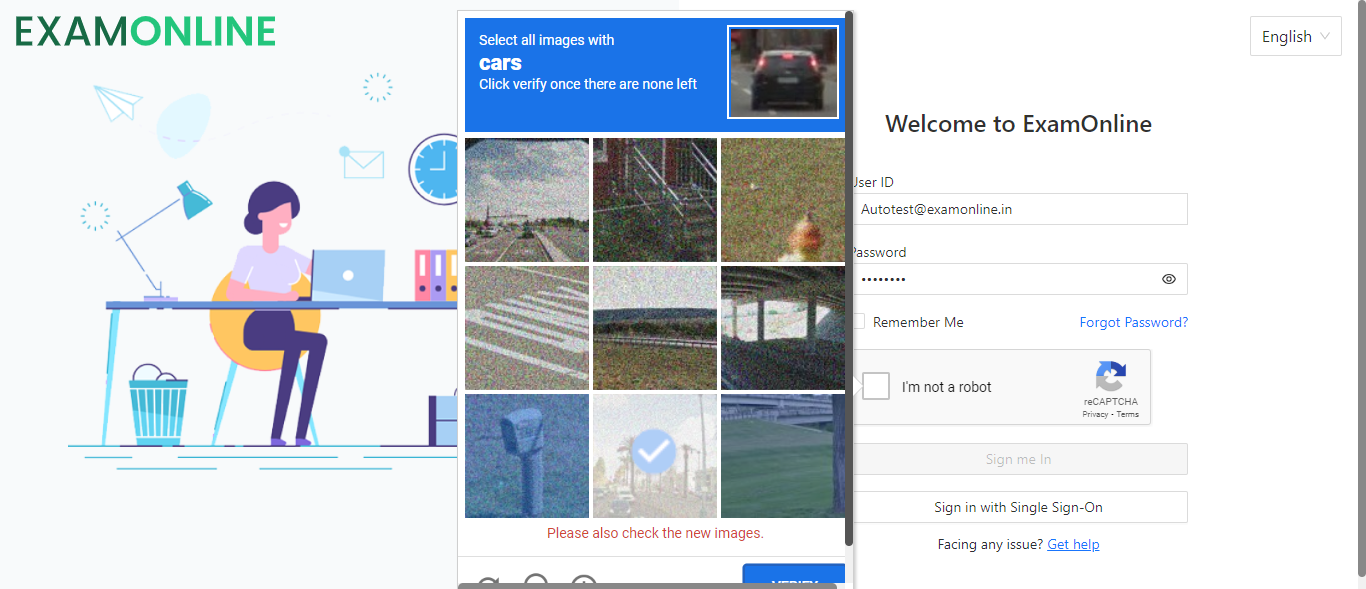 EXAMONLINE
Select all images with
cars
Click verify once there are none left
English
Welcome to ExamOnline
User ID
Autotest@examonline.in
Password
Remember Me
Forgot Password?
I'm not a robot
reCAPTCHA
Privacy - Terms
Sign me In
Please also check the new images.
Sign in with Single Sign-On
Facing any issue? Get help
VERIFY